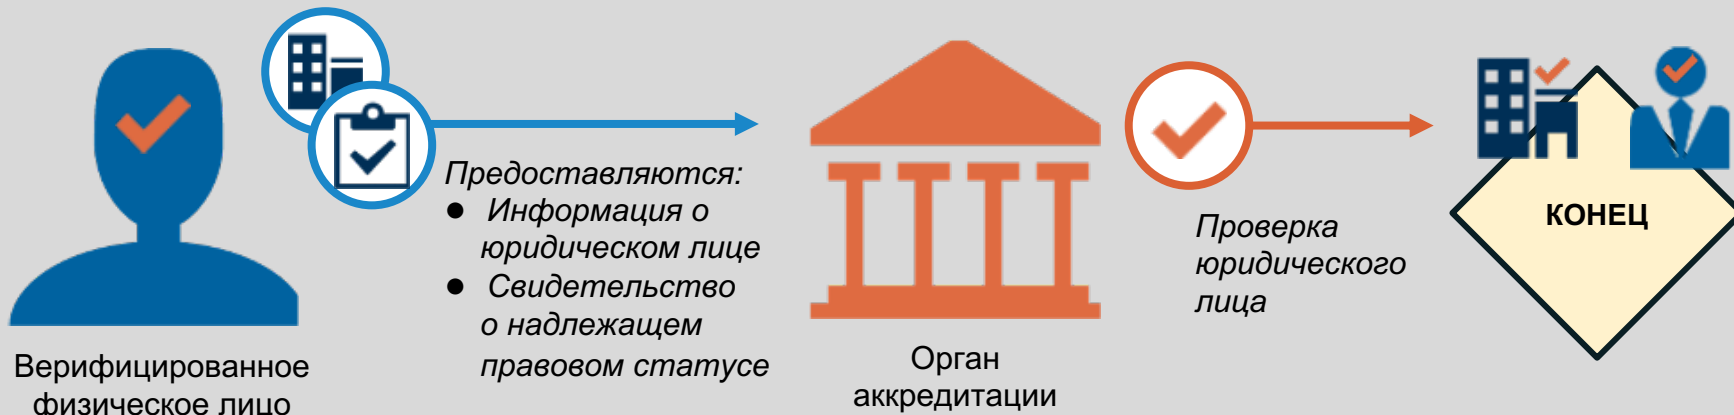 Верифицированное
физическое лицо
Предоставляются:
● Информация о
юридическом лице
● Свидетельство
о надлежащем
правовом статусе
Орган
аккредитации
Проверка
юридического
лица
КОНЕЦ